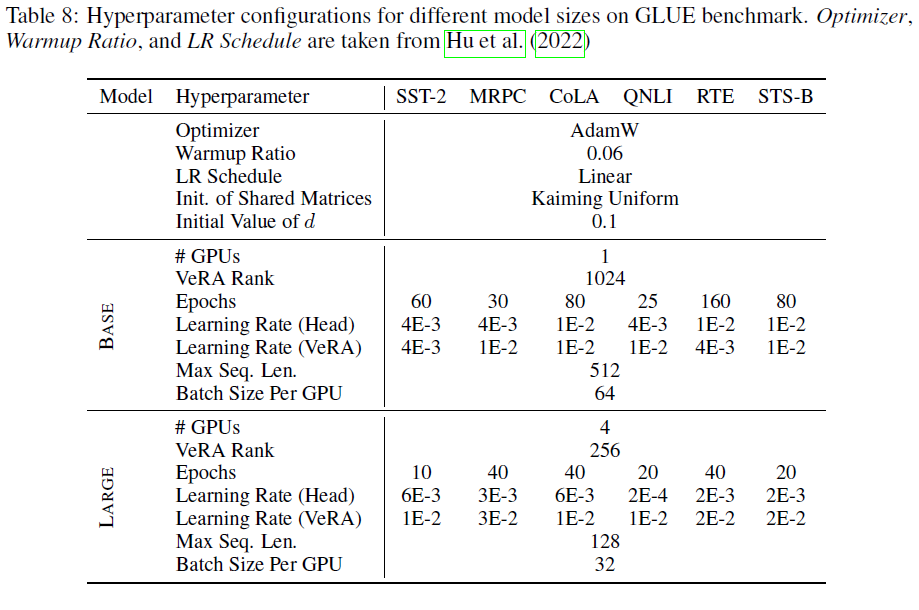 Table 8: Hyperparameter configurations for different model sizes on GLUE benchmark. Optimizer,
Warmup Ratio, and LR Schedule are taken from Hu et al. (2022)
Model Hyperparameter SST-2 MRPC CoLA QNLI RTE STS-B
Optimizer AdamW
Warmup Ratio 0.06
LR Schedule Linear
Init. of Shared Matrices Kaiming Uniform
Initial Value of d 0.1
BASE
# GPUs 1
VeRA Rank 1024
Epochs 60 30 80 25 160 80
Learning Rate (Head) 4E-3 4E-3 1E-2 4E-3 1E-2 1E-2
Learning Rate (VeRA) 4E-3 1E-2 1E-2 1E-2 4E-3 1E-2
Max Seq. Len. 512
Batch Size Per GPU 64
LARGE
# GPUs 4
VeRA Rank 256
Epochs 10 40 40 20 40 20
Learning Rate (Head) 6E-3 3E-3 6E-3 2E-4 2E-3 2E-3
Learning Rate (VeRA) 1E-2 3E-2 1E-2 1E-2 2E-2 2E-2
Max Seq. Len. 128
Batch Size Per GPU 32